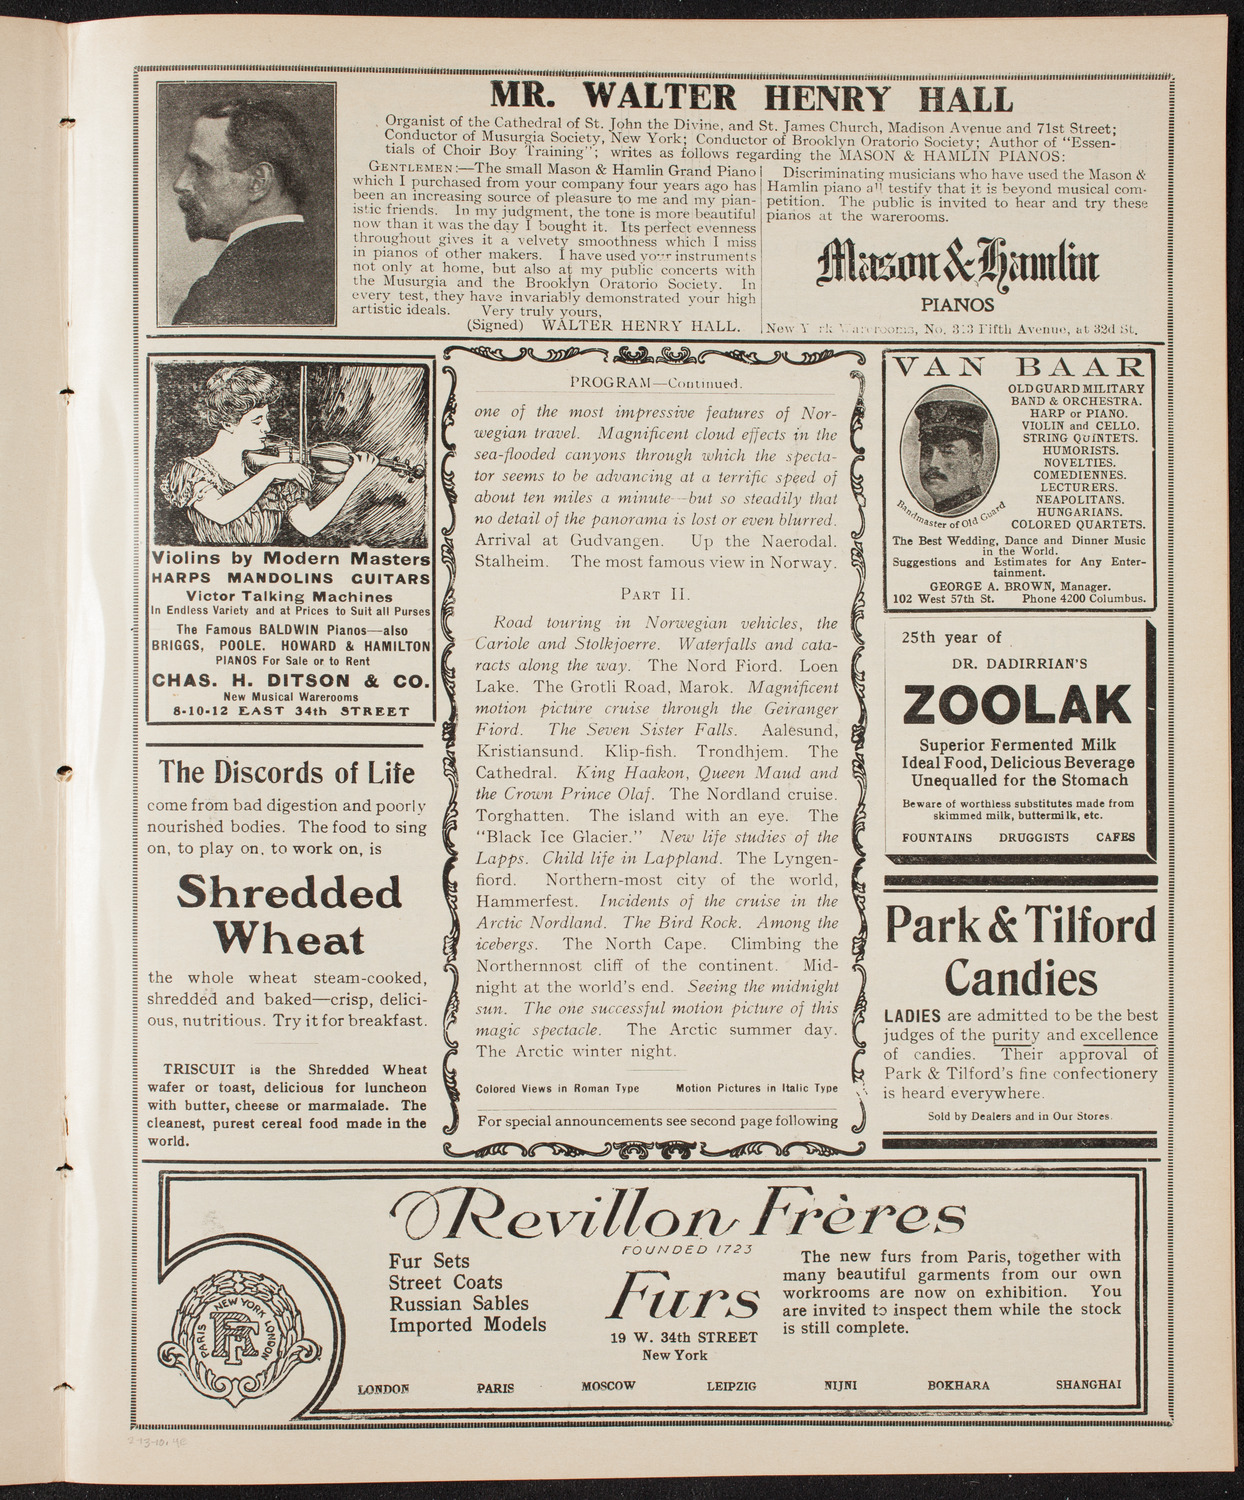 MR. WALTER HENRY HALL
Organist of the Cathedral of St. John the Divine, and St. James Church, Madison Avenue and 71st Street;
Conductor of Musurgia Society, New York; Conductor of Brooklyn Oratorio Society; Author of "Essen-
tials of Choir Boy Training"; writes as follows regarding the MASON & HAMLIN PIANOS:
GENTLEMEN:—The small Mason & Hamlin Grand Piano
which I purchased from your company four years ago has
been an increasing source of pleasure to me and my pian-
istic friends. In my judgment, the tone is more beautiful
now than it was the day I bought it. Its perfect evenness
throughout gives it a velvety smoothness which I miss
in pianos of other makers. I have used your instruments
not only at home, but also at my public concerts with
the Musurgia and the Brooklyn Oratorio Society. In
every test, they have invariably demonstrated your high
artistic ideals. Very truly yours,
(Signed) WALTER HENRY HALL.
Discriminating musicians who have used the Mason &
Hamlin piano all testify that it is beyond musical com-
petition. The public is invited to hear and try these
pianos at the warerooms.
Mason & Hamlin
PIANOS
New York Warerooms, No. 313 Fifth Avenue, at 32d St.
Violins by Modern Masters
HARPS MANDOLINS GUITARS
Victor Talking Machines
In Endless Variety and at Prices to Suit all Purses
The Famous BALDWIN Pianos—also
BRIGGS, POOLE, HOWARD & HAMILTON
PIANOS For Sale or to Rent
CHAS. H. DITSON & CO.
New Musical Warerooms
8-10-12 EAST 34th STREET
The Discords of Life
come from bad digestion and poorly
nourished bodies. The food to sing
on, to play on, to work on, is
Shredded
Wheat
the whole wheat steam-cooked,
shredded and baked—crisp, delici-
ous, nutritious. Try it for breakfast.
TRISCUIT is the Shredded Wheat
wafer or toast, delicious for luncheon
with butter, cheese or marmalade. The
cleanest, purest cereal food made in the
world.
PROGRAM—Continued.
one of the most impressive features of Nor-
wegian travel. Magnificent cloud effects in the
sea-flooded canyons through which the specta-
tor seems to be advancing at a terrific speed of
about ten miles a minute—but so steadily that
no detail of the panorama is lost or even blurred.
Arrival at Gudvangen. Up the Naerodal.
Stalheim. The most famous view in Norway.
PART II.
Road touring in Norwegian vehicles, the
Cariole and Stolkjoerre. Waterfalls and cata-
racts along the way. The Nord Fiord. Loen
Lake. The Grotli Road, Marok. Magnificent
motion picture cruise through the Geiranger
Fiord. The Seven Sister Falls. Aalesund,
Kristiansund. Klip-fish. Trondhjem. The
Cathedral. King Haakon, Queen Maud and
the Crown Prince Olaf. The Nordland cruise.
Torghatten. The island with an eye. The
"Black Ice Glacier." New life studies of the
Lapps. Child life in Lappland. The Lyngen-
fiord. Northern-most city of the world,
Hammerfest. Incidents of the cruise in the
Arctic Nordland. The Bird Rock. Among the
icebergs. The North Cape. Climbing the
Northernnost cliff of the continent. Mid-
night at the world's end. Seeing the midnight
sun. The one successful motion picture of this
magic spectacle. The Arctic summer day.
The Arctic winter night.
Colored Views in Roman Type Motion Pictures in Italic Type
For special announcements see second page following
VAN BAAR
Bandmaster of Old Guard
OLD GUARD MILITARY
BAND & ORCHESTRA.
HARP or PIANO.
VIOLIN and CELLO.
STRING QUINTETS.
HUMORISTS.
NOVELTIES.
COMEDIENNES.
LECTURERS.
NEAPOLITANS.
HUNGARIANS.
COLORED QUARTETS.
The Best Wedding, Dance and Dinner Music
in the World.
Suggestions and Estimates for Any Enter-
tainment.
GEORGE A. BROWN, Manager.
102 West 57th St. Phone 4200 Columbus.
25th year of
DR. DADIRRIAN'S
ZOOLAK
Superior Fermented Milk
Ideal Food, Delicious Beverage
Unequalled for the Stomach
Beware of worthless substitutes made from
skimmed milk, buttermilk, etc.
FOUNTAINS DRUGGISTS CAFES
Park & Tilford
Candies
LADIES are admitted to be the best
judges of the purity and excellence
of candies. Their approval of
Park & Tilford's fine confectionery
is heard everywhere.
Sold by Dealers and in Our Stores.
Revillon Frères
FOUNDED 1723
Fur Sets
Street Coats
Russian Sables
Imported Models
Furs
19 W. 34th STREET
New York
The new furs from Paris, together with
many beautiful garments from our own
workrooms are now on exhibition. You
are invited to inspect them while the stock
is still complete.
PARIS NEW YORK LONDON
RF
LONDON PARIS MOSCOW LEIPZIG NIJNI BOKHARA SHANGHAI